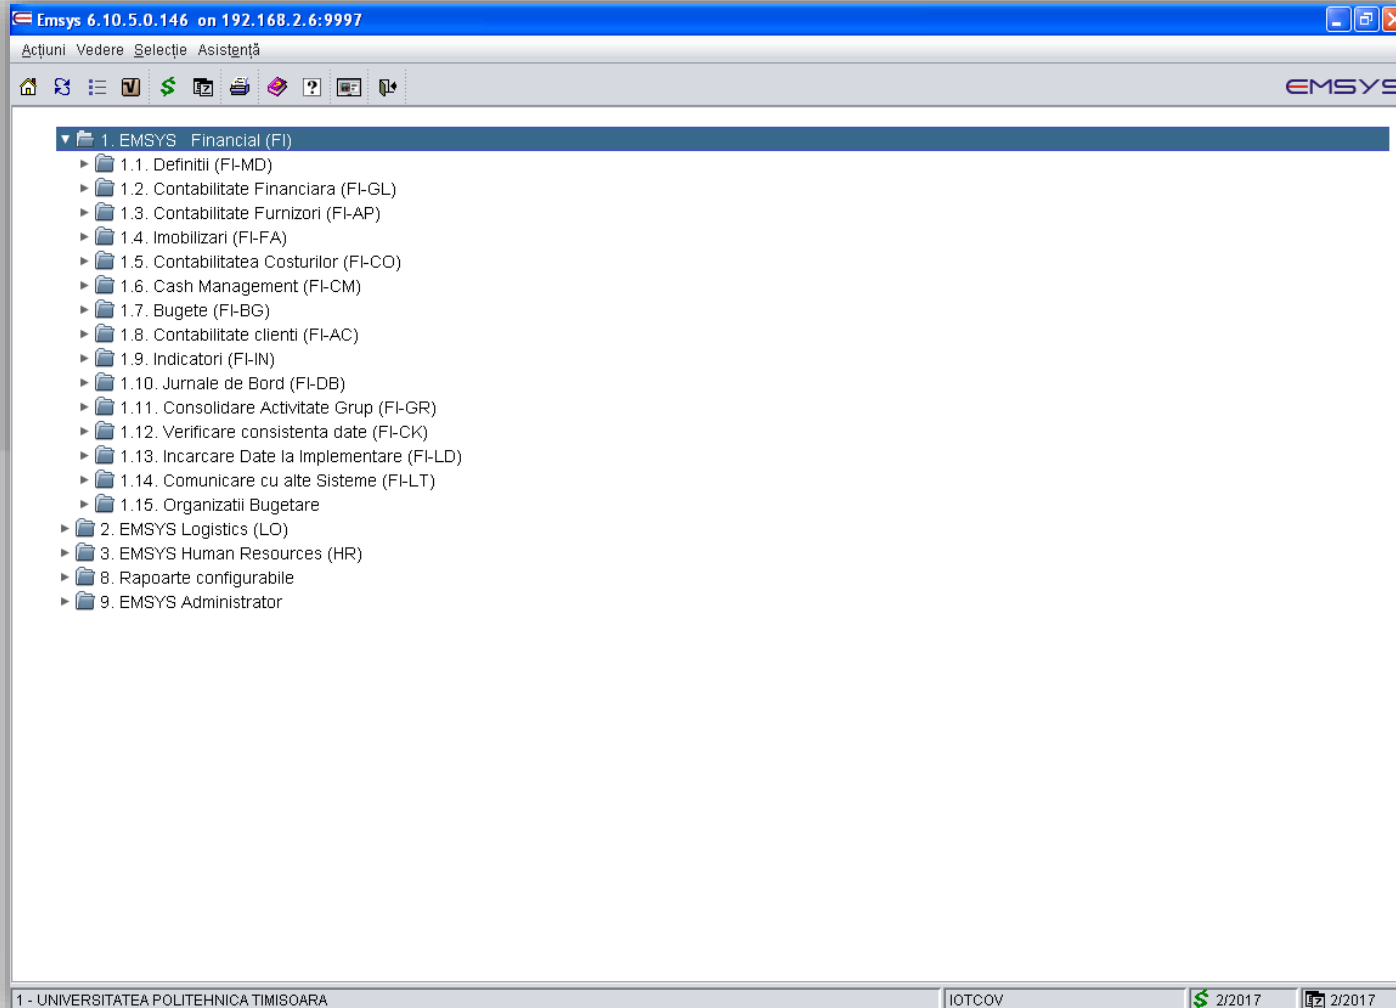 Emsys 6.10.5.0.146 on 192.168.2.6:9997
Acțiuni Vedere Selecție Asistență
EMSYS
1. EMSYS Financial (FI)
1.1. Definitii (FI-MD)
1.2. Contabilitate Financiara (FI-GL)
1.3. Contabilitate Furnizori (FI-AP)
1.4. Imobilizari (FI-FA)
1.5. Contabilitatea Costurilor (FI-CO)
1.6. Cash Management (FI-CM)
1.7. Bugete (FI-BG)
1.8. Contabilitate clienti (FI-AC)
1.9. Indicatori (FI-IN)
1.10. Jurnale de Bord (FI-DB)
1.11. Consolidare Activitate Grup (FI-GR)
1.12. Verificare consistenta date (FI-CK)
1.13. Incarcare Date la Implementare (FI-LD)
1.14. Comunicare cu alte Sisteme (FI-LT)
1.15. Organizatii Bugetare
2. EMSYS Logistics (LO)
3. EMSYS Human Resources (HR)
8. Rapoarte configurabile
9. EMSYS Administrator
1 - UNIVERSITATEA POLITEHNICA TIMISOARA IOTCOV 2/2017 2/2017